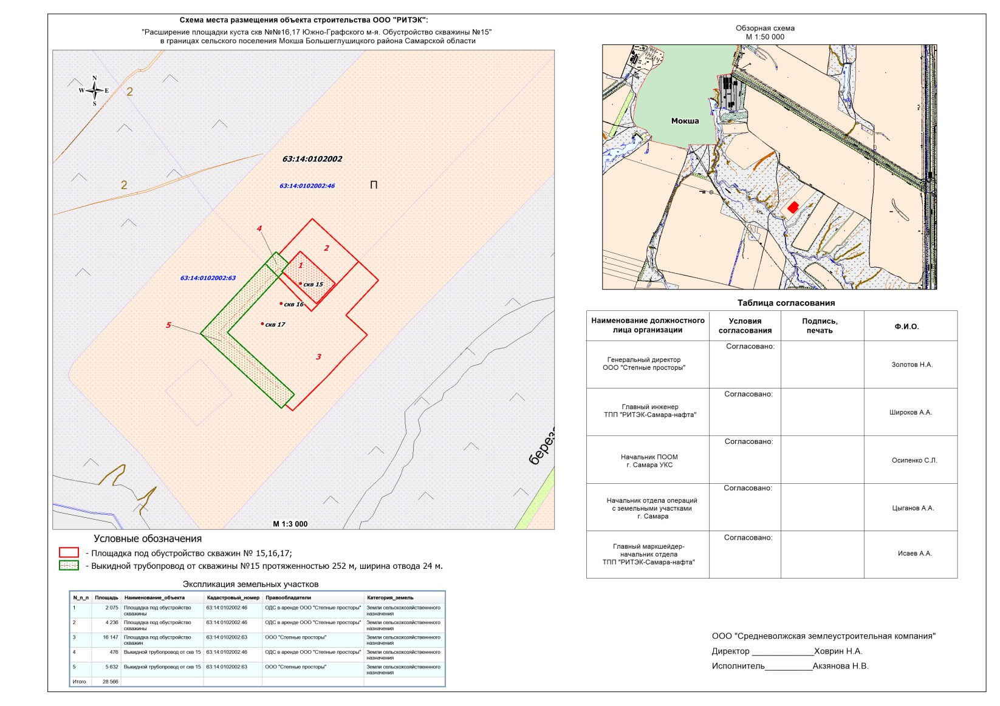 Схема места размещения объекта строительства ООО "РИТЭК":
"Расширение площадки куста скв №№16,17 Южно-Графского м-я. Обустройство скважины №15"
в границах сельского поселения Мокша Большеглушицкого района Самарской области
N
W E
S
2
2
63:14:0102002
63:14:0102002:46
П
4
2
1
63:14:0102002:63
скв 15
скв 16
скв 17
5
3
М 1:3 000
Обзорная схема
М 1:50 000
Мокша
Условные обозначения
- Площадка под обустройство скважин № 15,16,17;
- Выкидной трубопровод от скважины №15 протяженностью 252 м, ширина отвода 24 м.
Экспликация земельных участков
N_п_п Площадь Наименование_объекта Кадастровый_номер Правообладатели Категория_земель
1 2 075 Площадка под обустройство 63:14:0102002:46 ОДС в аренде ООО "Степные просторы" Земли сельскохозяйственнного
скважины назначения
2 4 236 Площадка под обустройство 63:14:0102002:46 ОДС в аренде ООО "Степные просторы" Земли сельскохозяйственнного
скважины назначения
3 16 147 Площадка под обустройство 63:14:0102002:63 ООО "Степные просторы" Земли сельскохозяйственнного
скважин назначения
4 476 Выкидной трубопровод от скв 15 63:14:0102002:46 ОДС в аренде ООО "Степные просторы" Земли сельскохозяйственнного
назначения
5 5 632 Выкидной трубопровод от скв 15 63:14:0102002:63 ООО "Степные просторы" Земли сельскохозяйственнного
назначения
Итого 28 566
Таблица согласования
Наименование должностного Условия Подпись, Ф.И.О.
лица организации согласования печать
Согласовано:
Генеральный директор
ООО "Степные просторы" Золотов Н.А.
Согласовано:
Главный инженер
ТПП "РИТЭК-Самара-нафта" Широков А.А.
Согласовано:
Начальник ПООМ
г. Самара УКС Осипенко С.Л.
Согласовано:
Начальник отдела операций
с земельными участками Цыганов А.А.
г. Самара
Согласовано:
Главный маркшейдер-
начальник отдела Исаев А.А.
ТПП "РИТЭК-Самара-нафта"
ООО "Средневолжская землеустроительная компания"
Директор _____________Ховрин Н.А.
Исполнитель__________Акзянова Н.В.